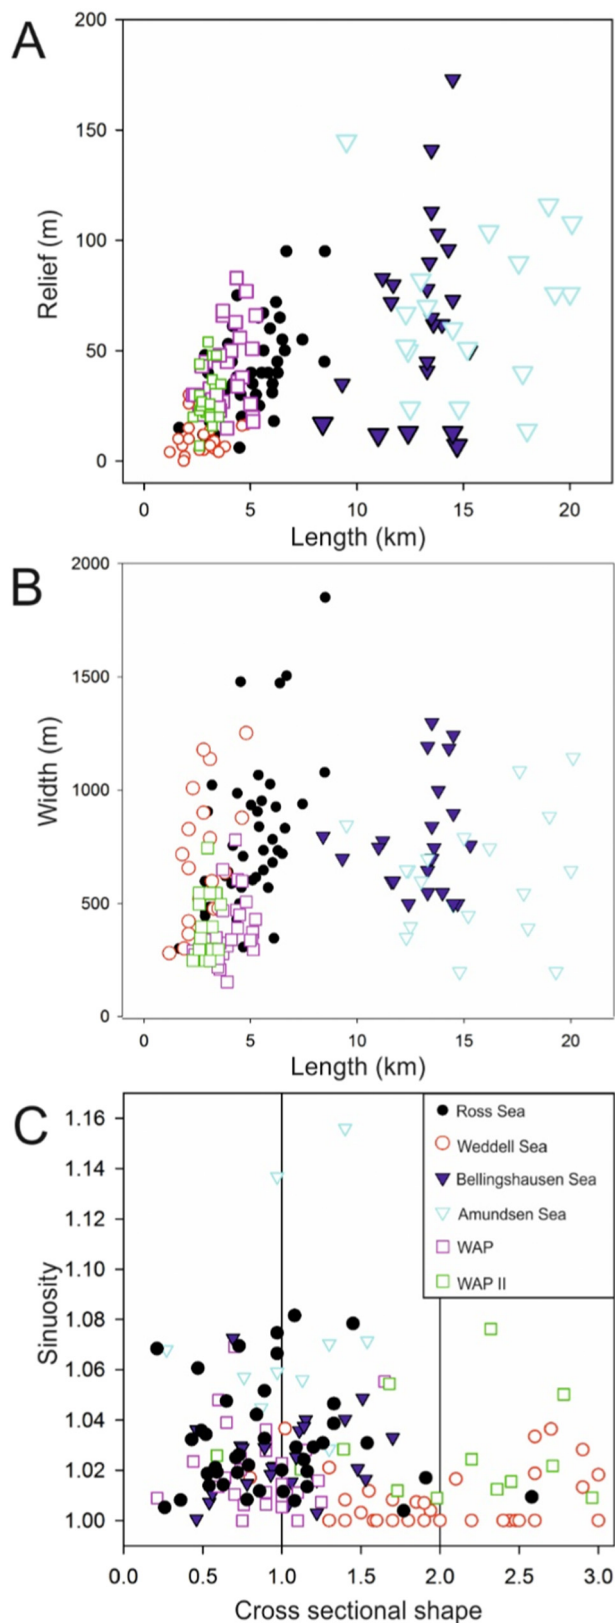 A
200
150
100
50
0
Relief (m)
0 5 10 15 20
Length (km)
B
2000
1500
1000
500
0
Width (m)
0 5 10 15 20
Length (km)
C
1.16
1.14
1.12
1.10
1.08
1.06
1.04
1.02
1.00
Sinuosity
Ross Sea
Weddell Sea
Bellingshausen Sea
Amundsen Sea
WAP
WAP II
0.0 0.5 1.0 1.5 2.0 2.5 3.0
Cross sectional shape